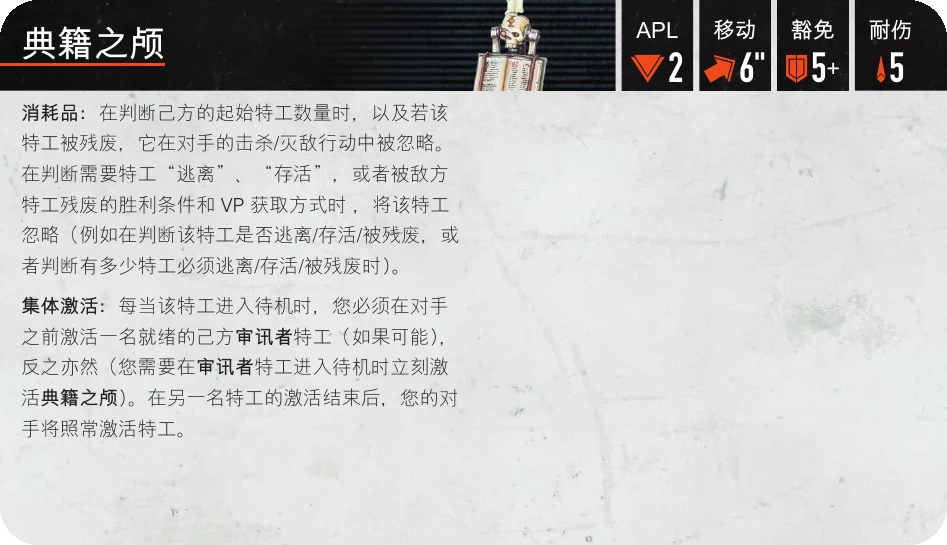 典籍之颅
APL 移动 豁免 耐伤
2 6" 5+ 5
消耗品：在判断己方的起始特工数量时，以及若该
特工被残废，它在对手的击杀/灭敌行动中被忽略。
在判断需要特工“逃离”、“存活”，或者被敌方
特工残废的胜利条件和 VP 获取方式时，将该特工
忽略（例如在判断该特工是否逃离/存活/被残废，或
者判断有多少特工必须逃离/存活/被残废时）。
集体激活：每当该特工进入待机时，您必须在对手
之前激活一名就绪的己方审讯者特工（如果可能），
反之亦然（您需要在审讯者特工进入待机时立刻激
活典籍之颅）。在另一名特工的激活结束后，您的对
手将照常激活特工。